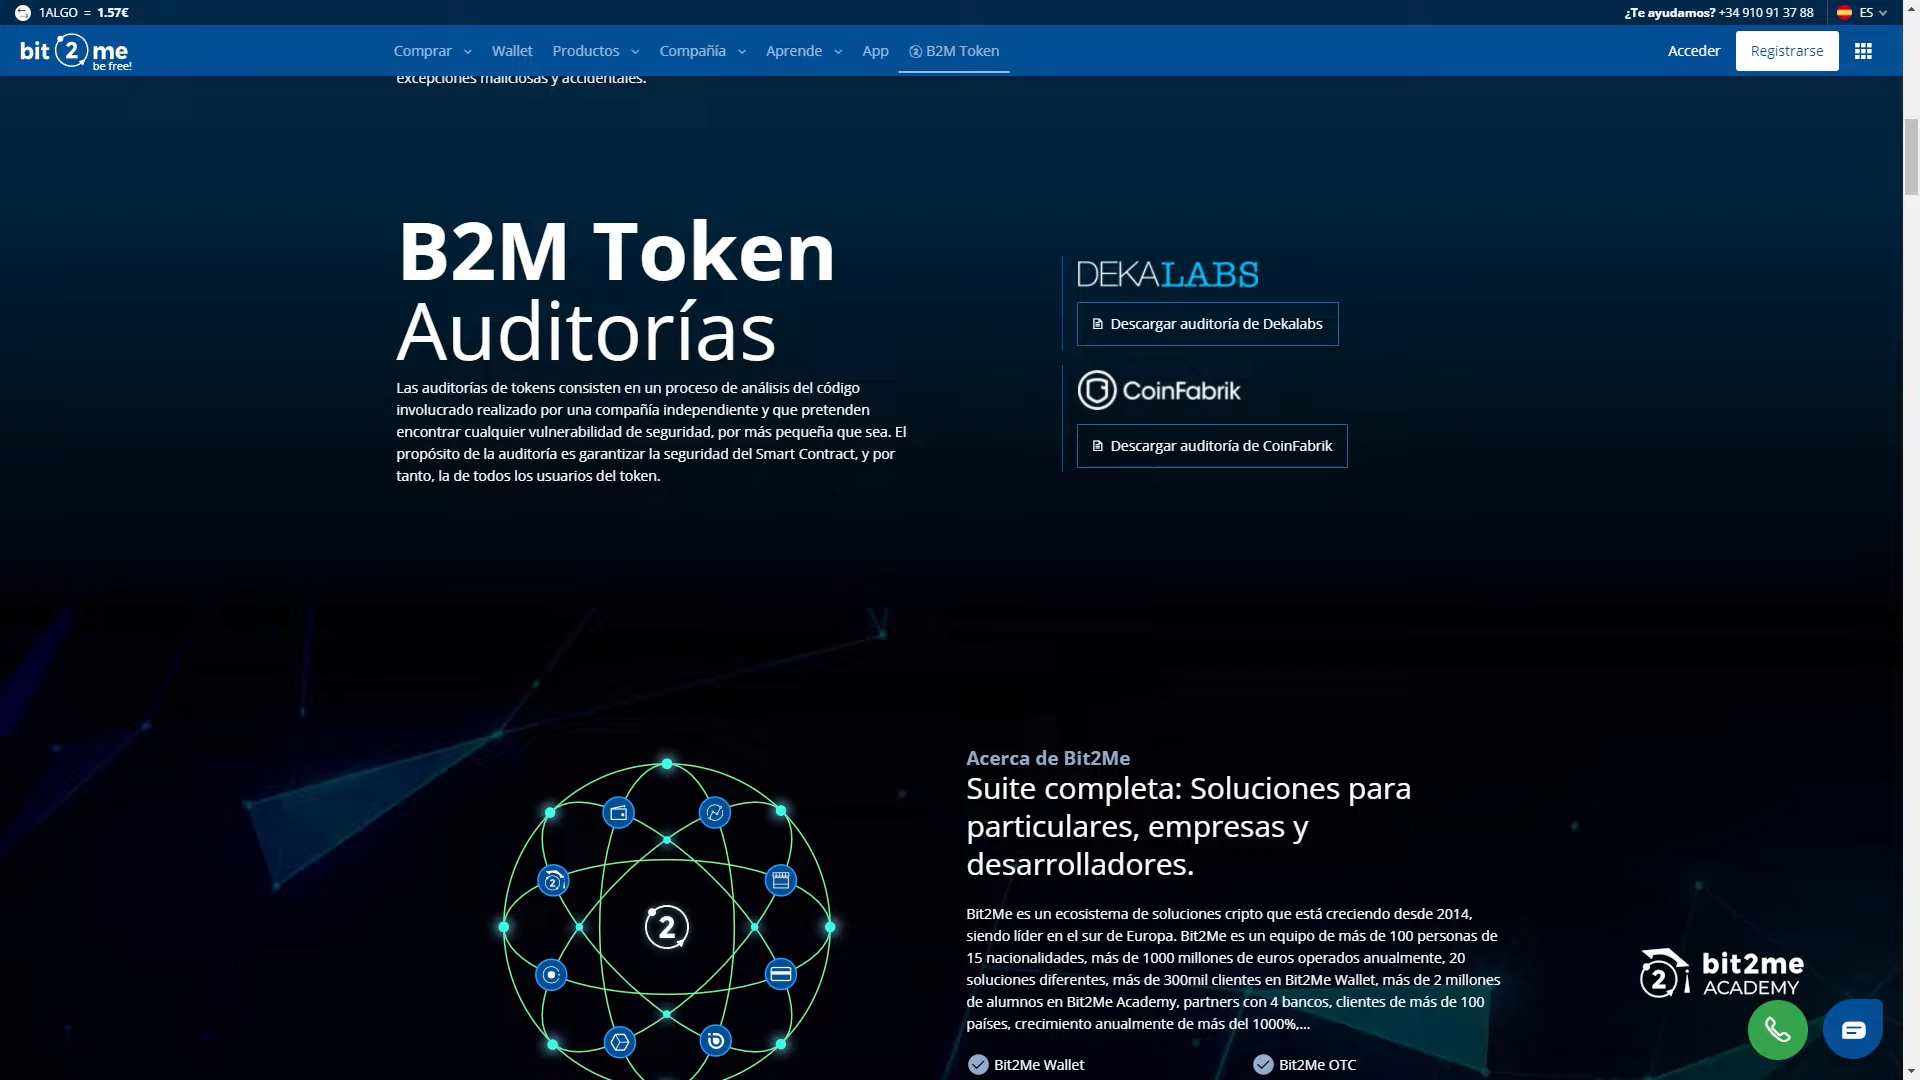 1ALGO = 1.57€
¿Te ayudamos? +34 910 91 37 88
ES
bit 2 me
be free!
Comprar
Wallet
Productos
Compañía
Aprende
App
B2M Token
Acceder
Registrarse
excepciones maliciosas y accidentales.
B2M Token
Auditorías
Las auditorías de tokens consisten en un proceso de análisis del código
involucrado realizado por una compañía independiente y que pretenden
encontrar cualquier vulnerabilidad de seguridad, por más pequeña que sea. El
propósito de la auditoría es garantizar la seguridad del Smart Contract, y por
tanto, la de todos los usuarios del token.
DEKALABS
Descargar auditoría de Dekalabs
CoinFabrik
Descargar auditoría de CoinFabrik
2
Acerca de Bit2Me
Suite completa: Soluciones para
particulares, empresas y
desarrolladores.
Bit2Me es un ecosistema de soluciones cripto que está creciendo desde 2014,
siendo líder en el sur de Europa. Bit2Me es un equipo de más de 100 personas de
15 nacionalidades, más de 1000 millones de euros operados anualmente, 20
soluciones diferentes, más de 300mil clientes en Bit2Me Wallet, más de 2 millones
de alumnos en Bit2Me Academy, partners con 4 bancos, clientes de más de 100
países, crecimiento anualmente de más del 1000%,...
Bit2Me Wallet
Bit2Me OTC
2
bit2me
ACADEMY